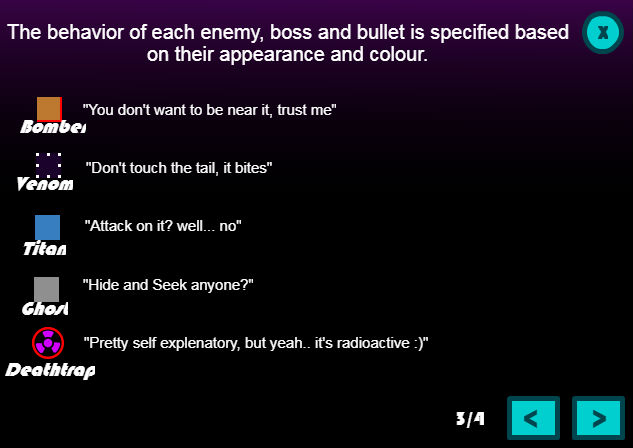 The behavior of each enemy, boss and bullet is specified based
on their appearance and colour.
X
"You don't want to be near it, trust me"
Bomber
"Don't touch the tail, it bites"
Venom
"Attack on it? well... no"
Titan
"Hide and Seek anyone?"
Ghost
"Pretty self explenatory, but yeah.. it's radioactive :)"
Deathtrap
3/4
< >